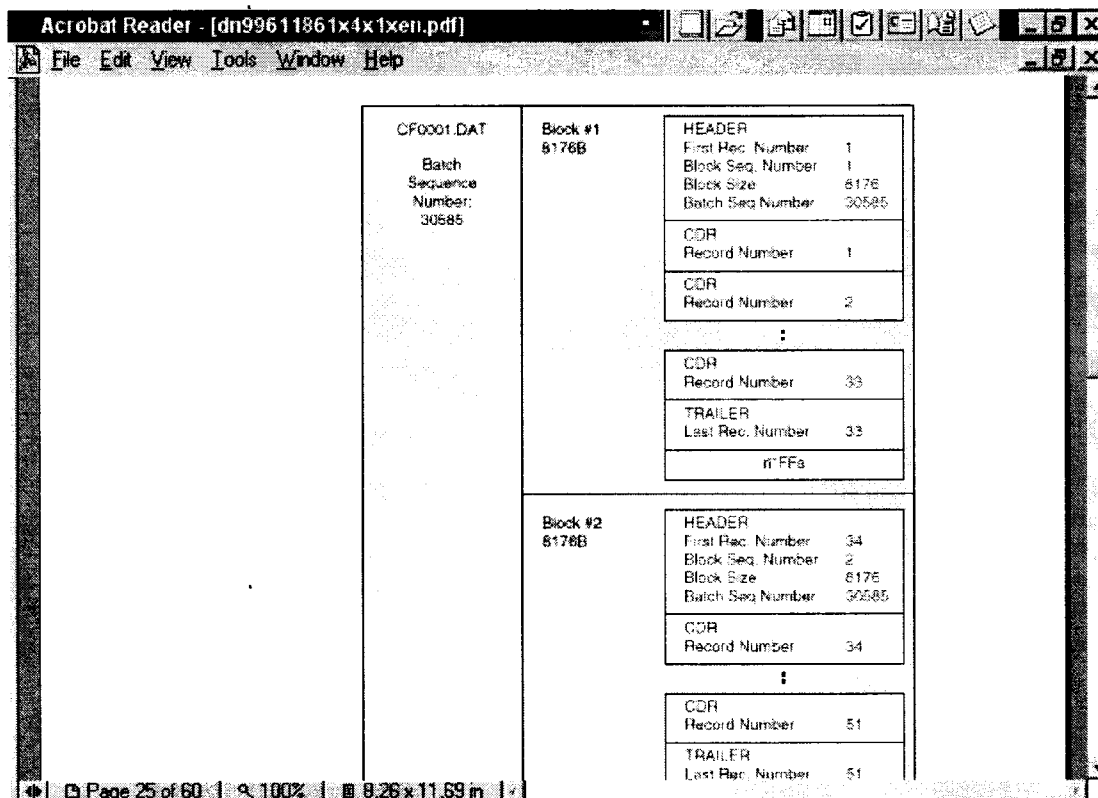 Acrobat Reader - [dn99611861x4x1xen.pdf]
File Edit View Tools Window Help
CF0001.DAT
Batch
Sequence
Number:
30585
Block #1
8176B
HEADER
First Rec. Number 1
Block Seq. Number 1
Block Size 8176
Batch Seq Number 30585
CDR
Record Number 1
CDR
Record Number 2
:
CDR
Record Number 33
TRAILER
Last Rec. Number 33
n*FFs
Block #2
8176B
HEADER
First Rec. Number 34
Block Seq. Number 2
Block Size 8176
Batch Seq Number 30585
CDR
Record Number 34
:
CDR
Record Number 51
TRAILER
Last Rec. Number 51
Page 25 of 60 100% 8.26 x 11.69 in